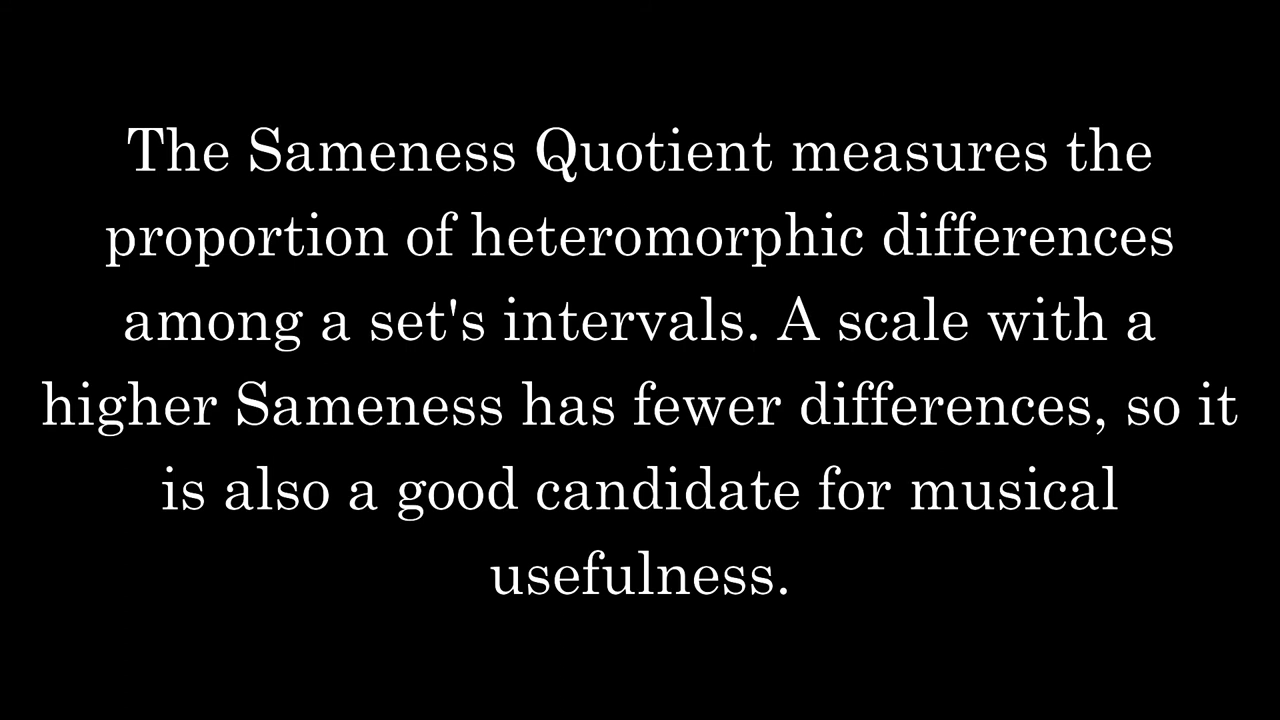 The Sameness Quotient measures the
proportion of heteromorphic differences
among a set's intervals. A scale with a
higher Sameness has fewer differences, so it
is also a good candidate for musical
usefulness.